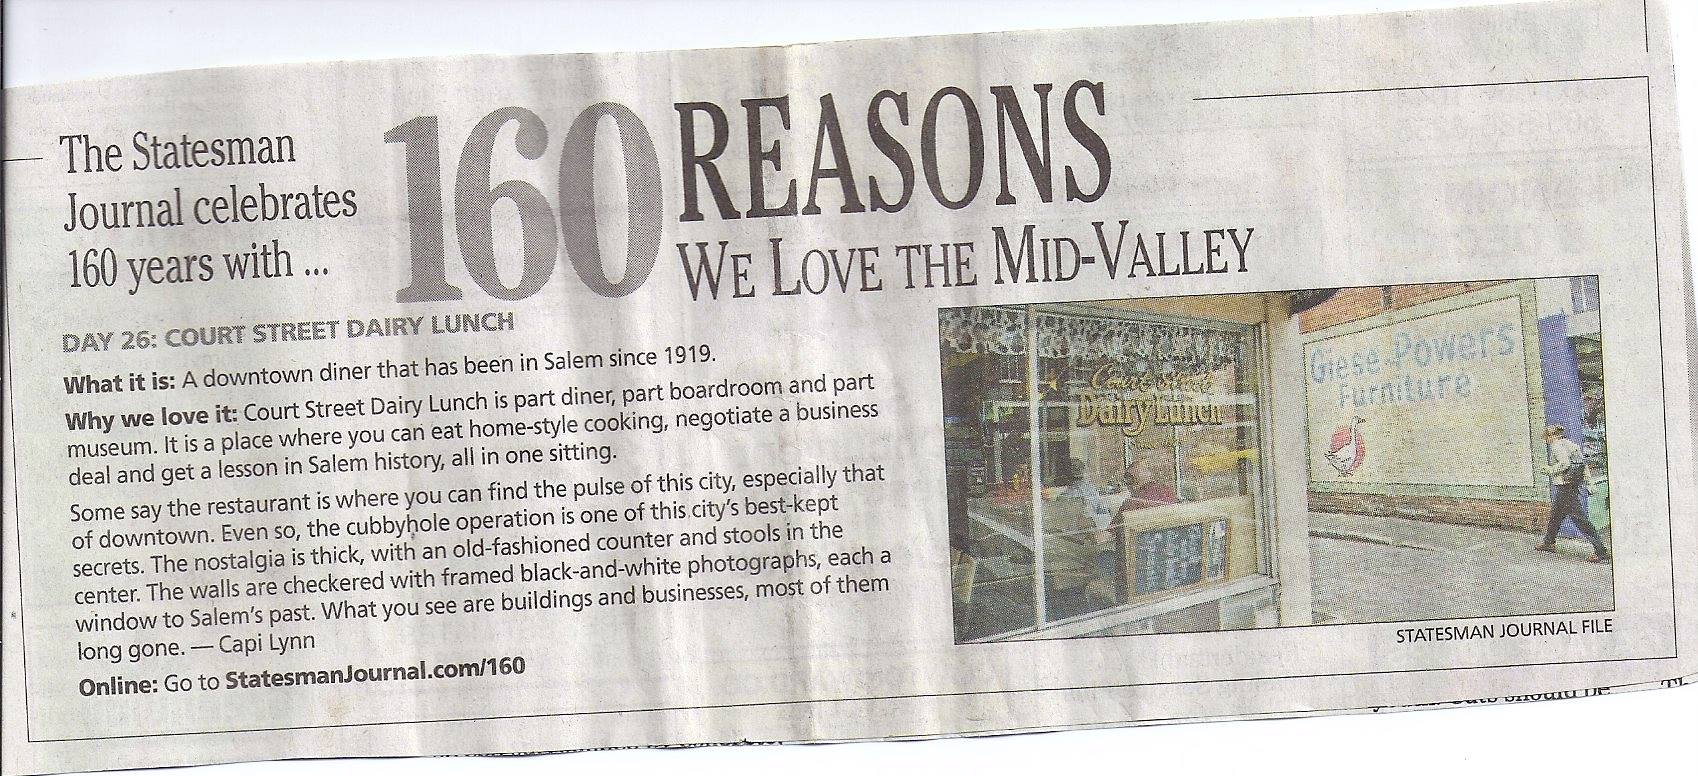 The Statesman
Journal celebrates
160 years with ...
160 REASONS
WE LOVE THE MID-VALLEY
DAY 26: COURT STREET DAIRY LUNCH
What it is: A downtown diner that has been in Salem since 1919.
Why we love it: Court Street Dairy Lunch is part diner, part boardroom and part
museum. It is a place where you can eat home-style cooking, negotiate a business
deal and get a lesson in Salem history, all in one sitting.
Some say the restaurant is where you can find the pulse of this city, especially that
of downtown. Even so, the cubbyhole operation is one of this city's best-kept
secrets. The nostalgia is thick, with an old-fashioned counter and stools in the
center. The walls are checkered with framed black-and-white photographs, each a
window to Salem's past. What you see are buildings and businesses, most of them
long gone. — Capi Lynn
Online: Go to StatesmanJournal.com/160
Court Street
Dairy Lunch
Giese-Powers
Furniture
STATESMAN JOURNAL FILE